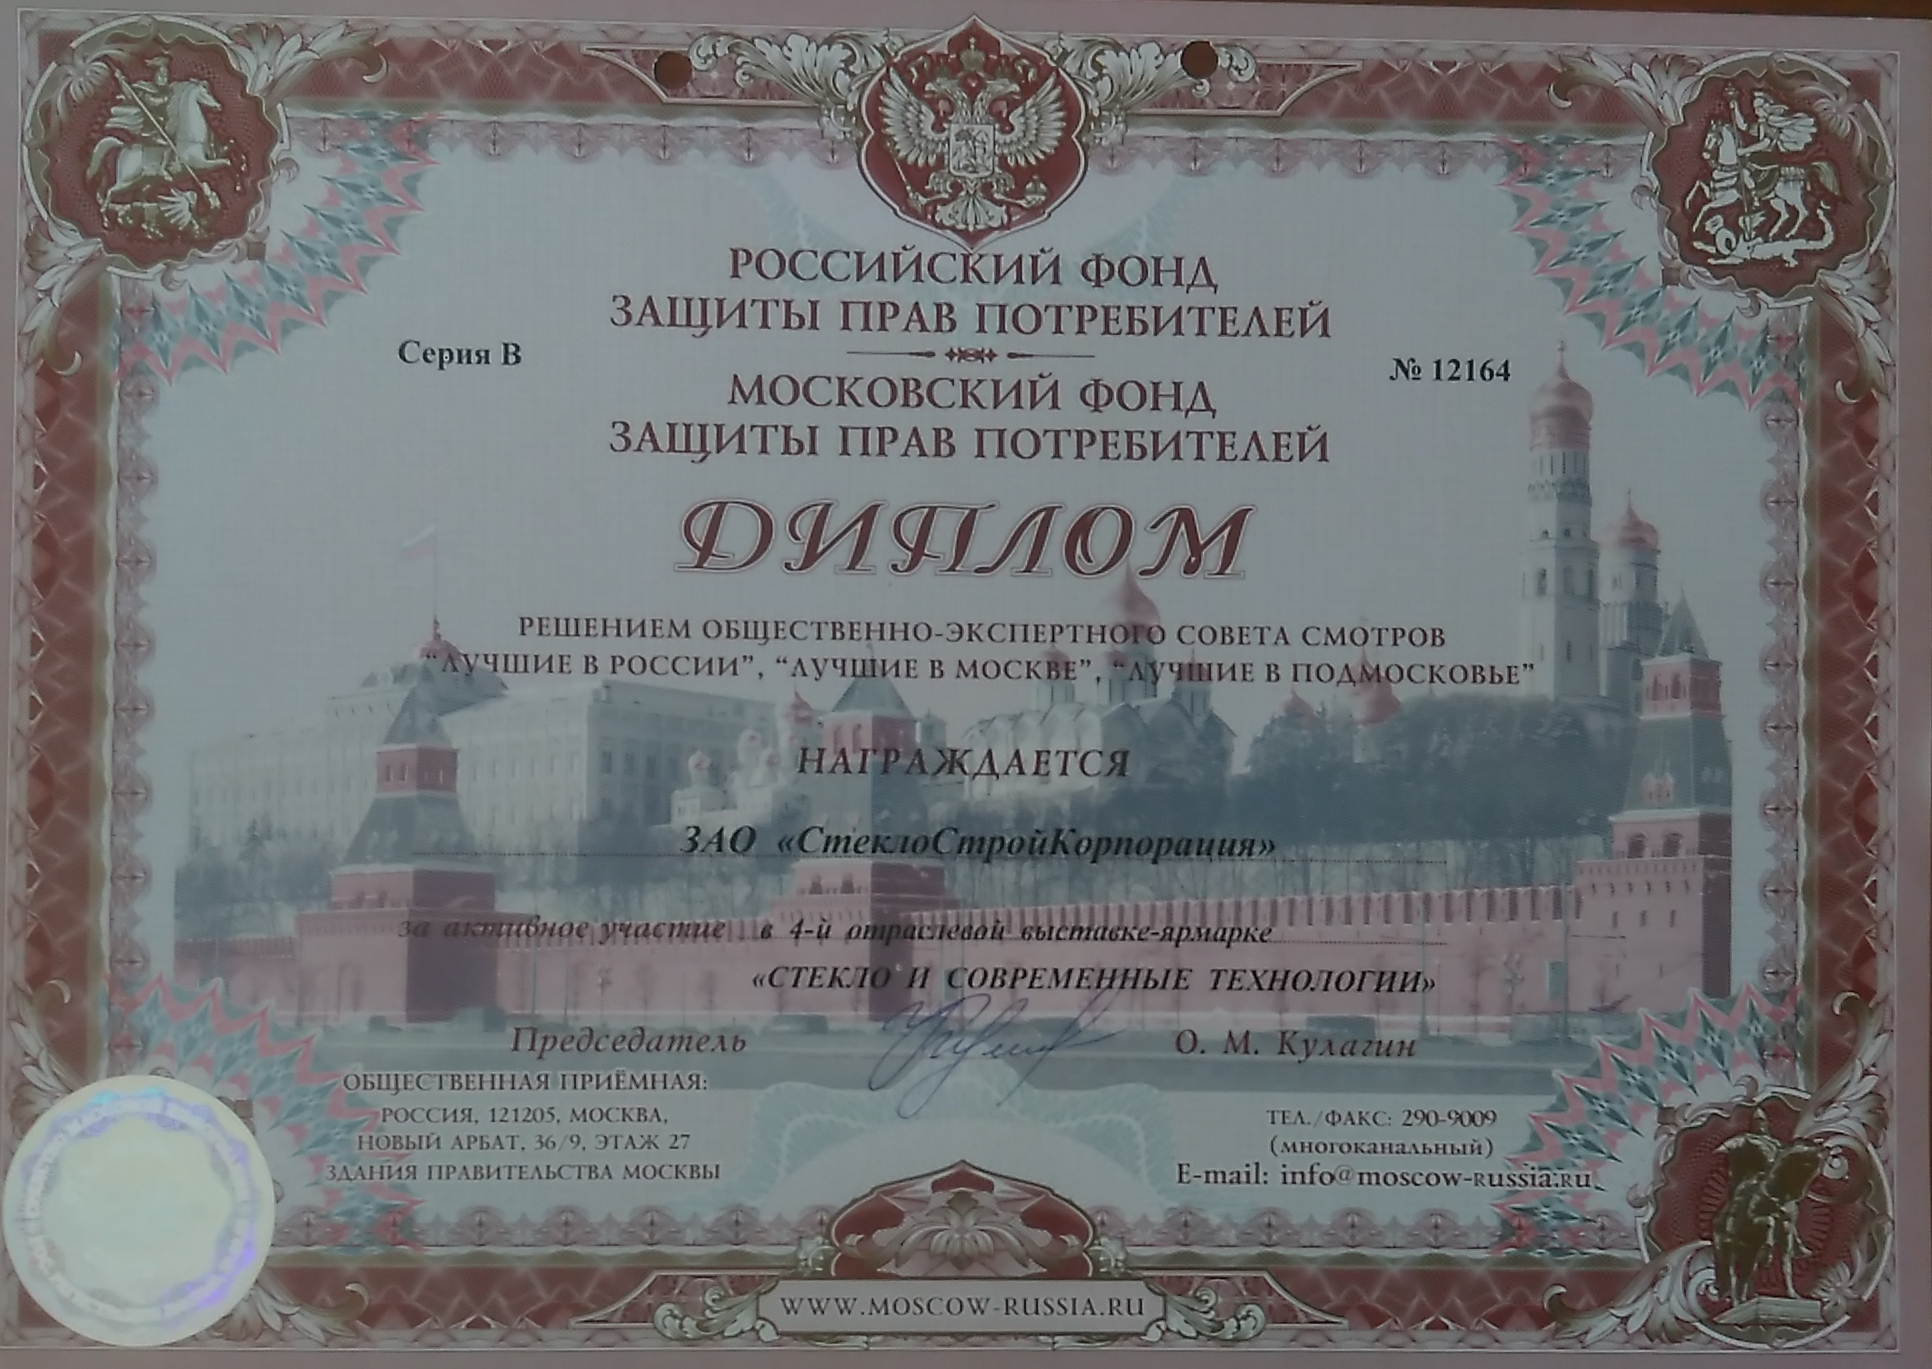 РОССИЙСКИЙ ФОНД
ЗАЩИТЫ ПРАВ ПОТРЕБИТЕЛЕЙ
Серия В
№ 12164
МОСКОВСКИЙ ФОНД
ЗАЩИТЫ ПРАВ ПОТРЕБИТЕЛЕЙ
ДИПЛОМ
РЕШЕНИЕМ ОБЩЕСТВЕННО-ЭКСПЕРТНОГО СОВЕТА СМОТРОВ
“ЛУЧШИЕ В РОССИИ”, “ЛУЧШИЕ В МОСКВЕ”, “ЛУЧШИЕ В ПОДМОСКОВЬЕ”
НАГРАЖДАЕТСЯ
ЗАО «СтеклоСтройКорпорация»
за активное участие в 4-й отраслевой выставке-ярмарке
«СТЕКЛО И СОВРЕМЕННЫЕ ТЕХНОЛОГИИ»
Председатель
О. М. Кулагин
ОБЩЕСТВЕННАЯ ПРИЁМНАЯ:
РОССИЯ, 121205, МОСКВА,
НОВЫЙ АРБАТ, 36/9, ЭТАЖ 27
ЗДАНИЯ ПРАВИТЕЛЬСТВА МОСКВЫ
ТЕЛ./ФАКС: 290-9009
(многоканальный)
E-mail: info@moscow-russia.ru
WWW.MOSCOW-RUSSIA.RU